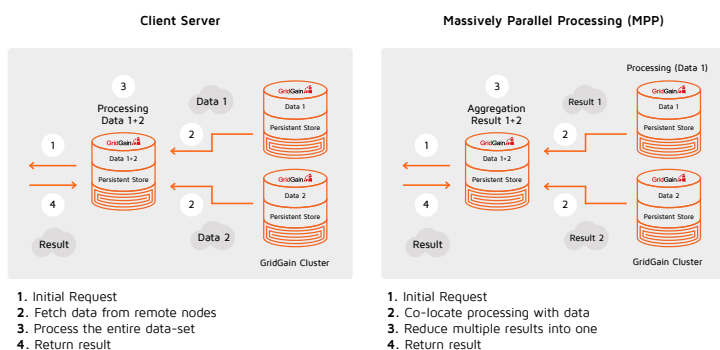 Client Server
3
Processing
Data 1+2
GridGain
Data 1+2
Persistent Store
1
4
Result
Data 1
2
2
Data 2
GridGain
Data 1
Persistent Store
GridGain
Data 2
Persistent Store
GridGain Cluster
1. Initial Request
2. Fetch data from remote nodes
3. Process the entire data-set
4. Return result
Massively Parallel Processing (MPP)
Processing (Data 1)
3
Aggregation
Result 1+2
GridGain
Data 1+2
Persistent Store
1
4
Result
Result 1
2
2
Result 2
GridGain
Data 1
Persistent Store
GridGain
Data 2
Persistent Store
GridGain Cluster
1. Initial Request
2. Co-locate processing with data
3. Reduce multiple results into one
4. Return result